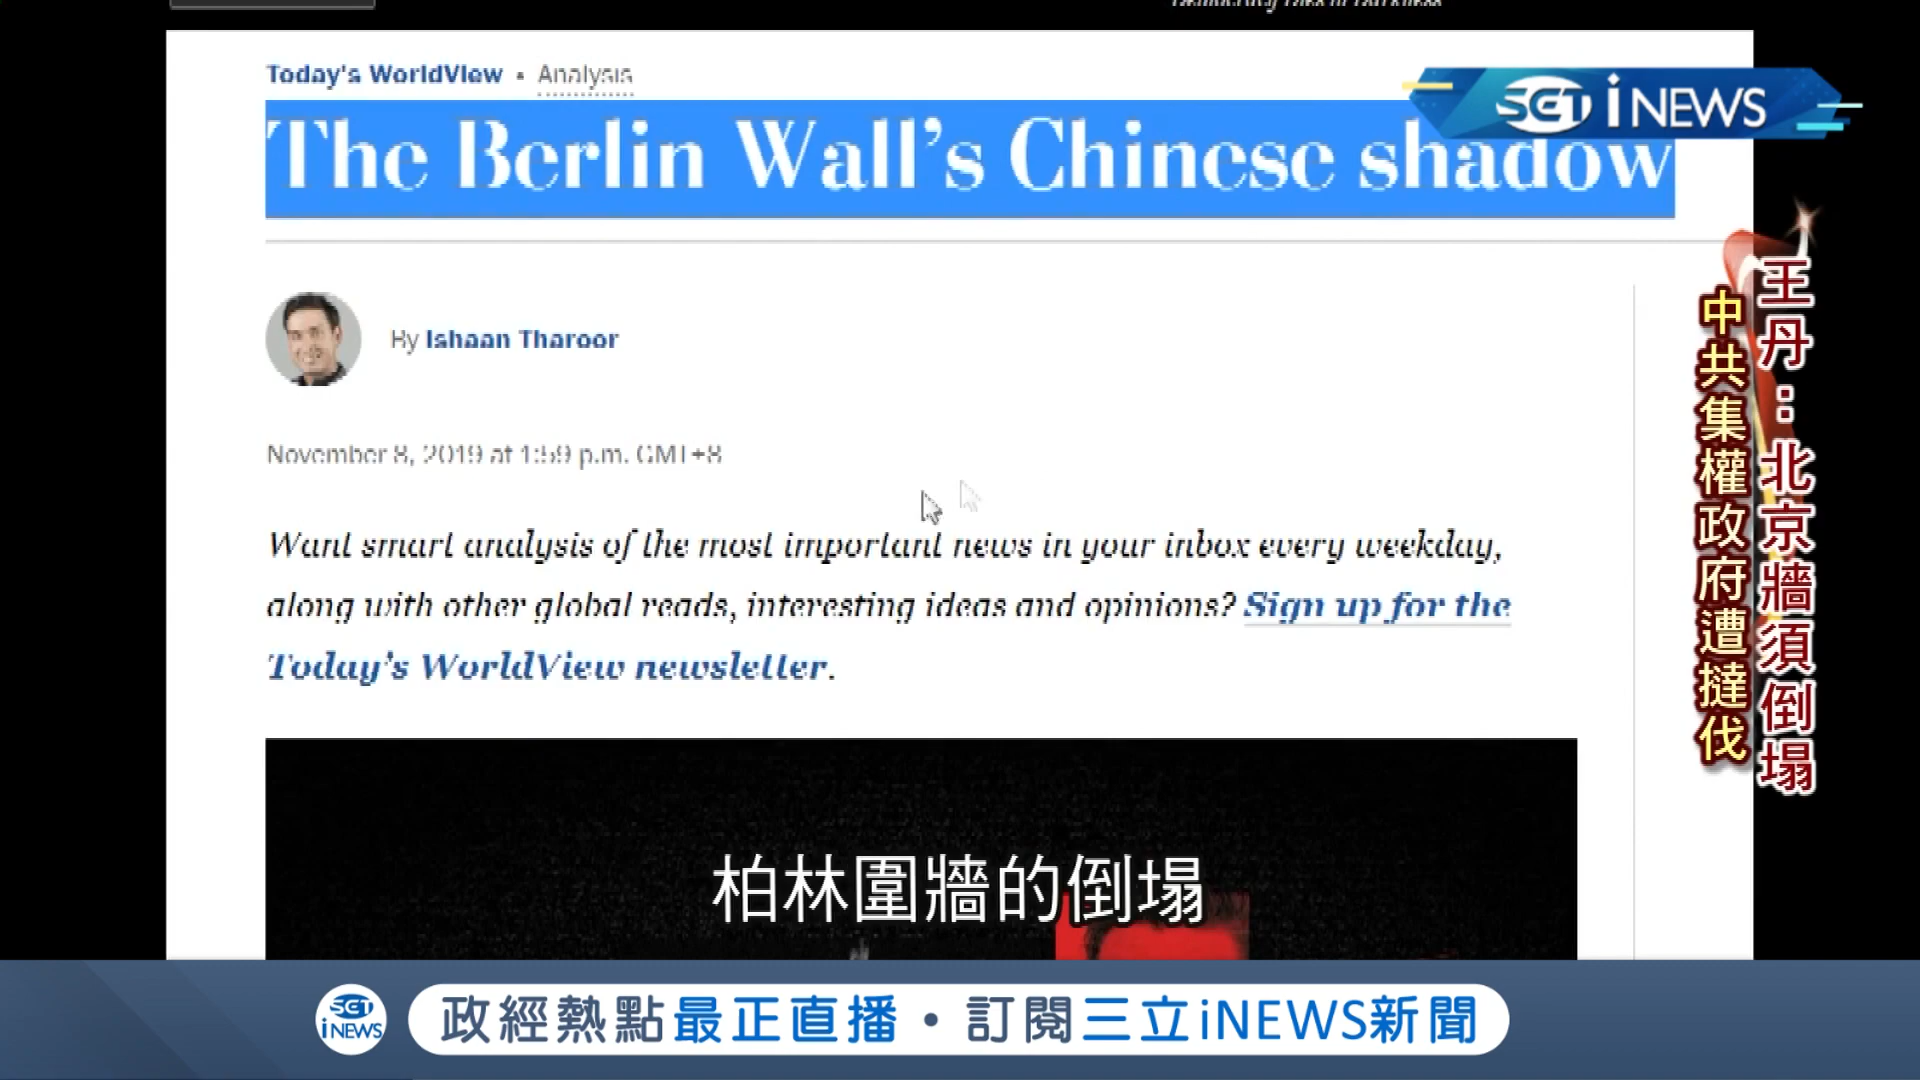 Democracy Dies in Darkness
Today's WorldView • Analysis
The Berlin Wall's Chinese shadow
SET iNEWS
By Ishaan Tharoor
November 8, 2019 at 1:59 p.m. GMT+8
Want smart analysis of the most important news in your inbox every weekday,
along with other global reads, interesting ideas and opinions? Sign up for the
Today's WorldView newsletter.
王丹：北京牆須倒塌
中共集權政府遭撻伐
柏林圍牆的倒塌
SET iNEWS
政經熱點最正直播・訂閱三立iNEWS新聞